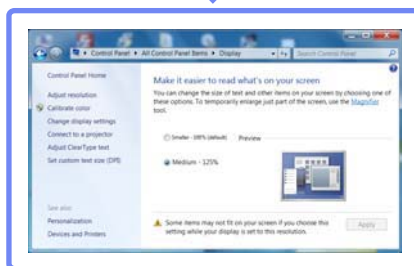 Control Panel ▸ All Control Panel Items ▸ Display
Search Control Panel
Control Panel Home
Adjust resolution
Calibrate color
Change display settings
Connect to a projector
Adjust ClearType text
Set custom text size (DPI)
See also
Personalization
Devices and Printers
Make it easier to read what's on your screen
You can change the size of text and other items on your screen by choosing one of
these options. To temporarily enlarge just part of the screen, use the Magnifier
tool.
Smaller - 100% (default)
Preview
Medium - 125%
Some items may not fit on your screen if you choose this
setting while your display is set to this resolution.
Apply